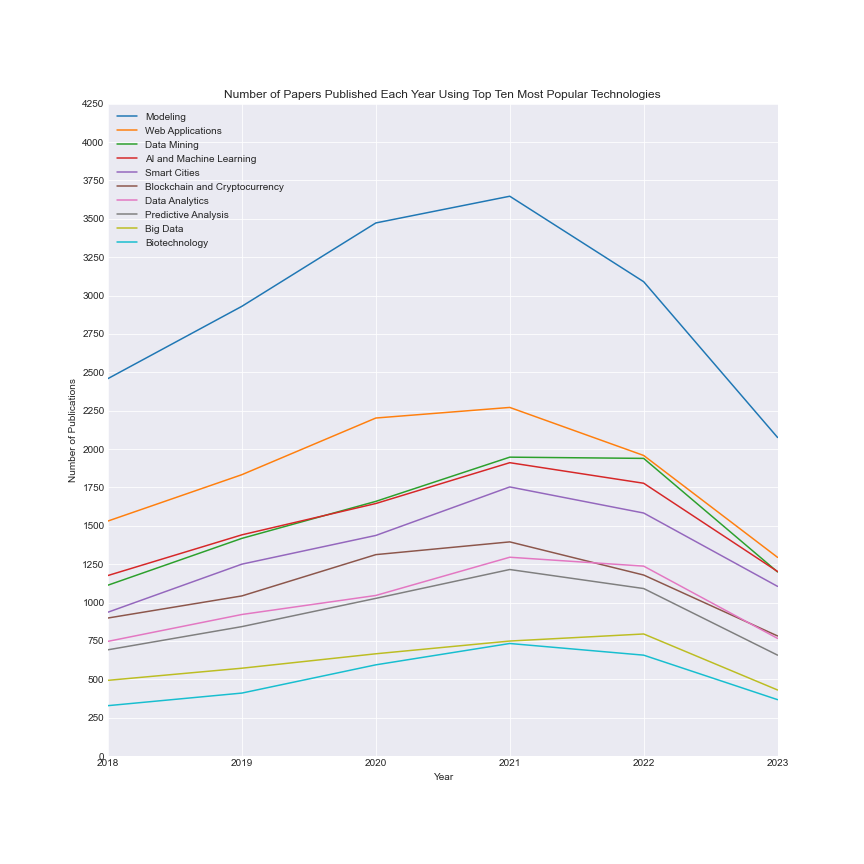 Number of Papers Published Each Year Using Top Ten Most Popular Technologies
4250
4000
3750
3500
3250
3000
2750
2500
2250
2000
1750
1500
1250
1000
750
500
250
0
Number of Publications
Modeling
Web Applications
Data Mining
AI and Machine Learning
Smart Cities
Blockchain and Cryptocurrency
Data Analytics
Predictive Analysis
Big Data
Biotechnology
2018 2019 2020 2021 2022 2023
Year